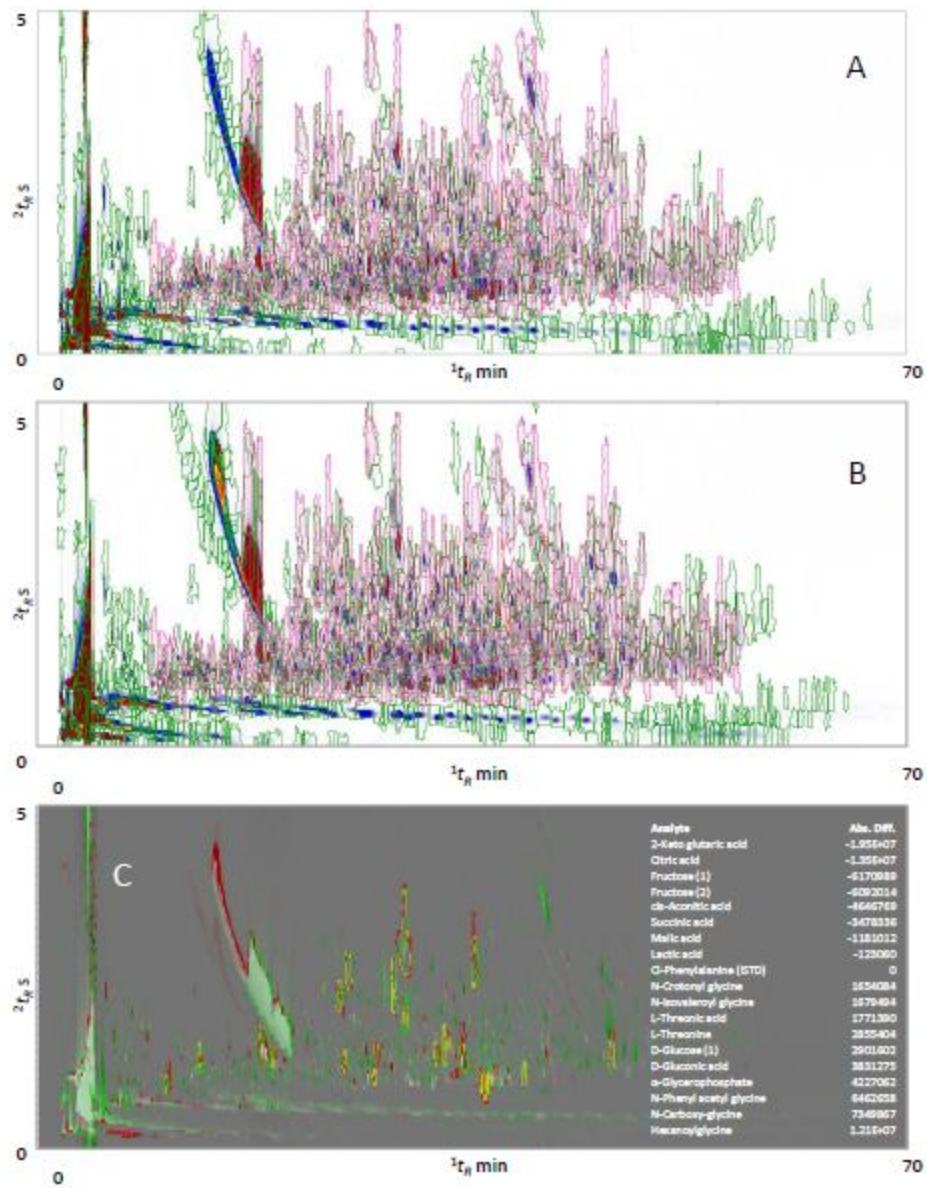 5
A
²tR s
0
¹tR min
0
70
5
B
²tR s
0
¹tR min
0
70
5
C
Analyte Abs. Diff.
2-Keto glutaric acid -1.95E+07
Citric acid -1.35E+07
Fructose (1) -6170989
Fructose (2) -6092014
cis-Aconitic acid -4646769
Succinic acid -3478336
Malic acid -1181012
Lactic acid -123060
Cl-Phenylalanine (ISTD) 0
N-Crotonyl glycine 1654084
N-Isovaleroyl glycine 1679494
L-Threonic acid 1771390
L-Threonine 2855404
D-Glucose (1) 2901602
D-Gluconic acid 3831275
α-Glycerophosphate 4227062
N-Phenyl acetyl glycine 6462658
N-Carboxy-glycine 7349867
Hexanoylglycine 1.21E+07
²tR s
0
¹tR min
0
70